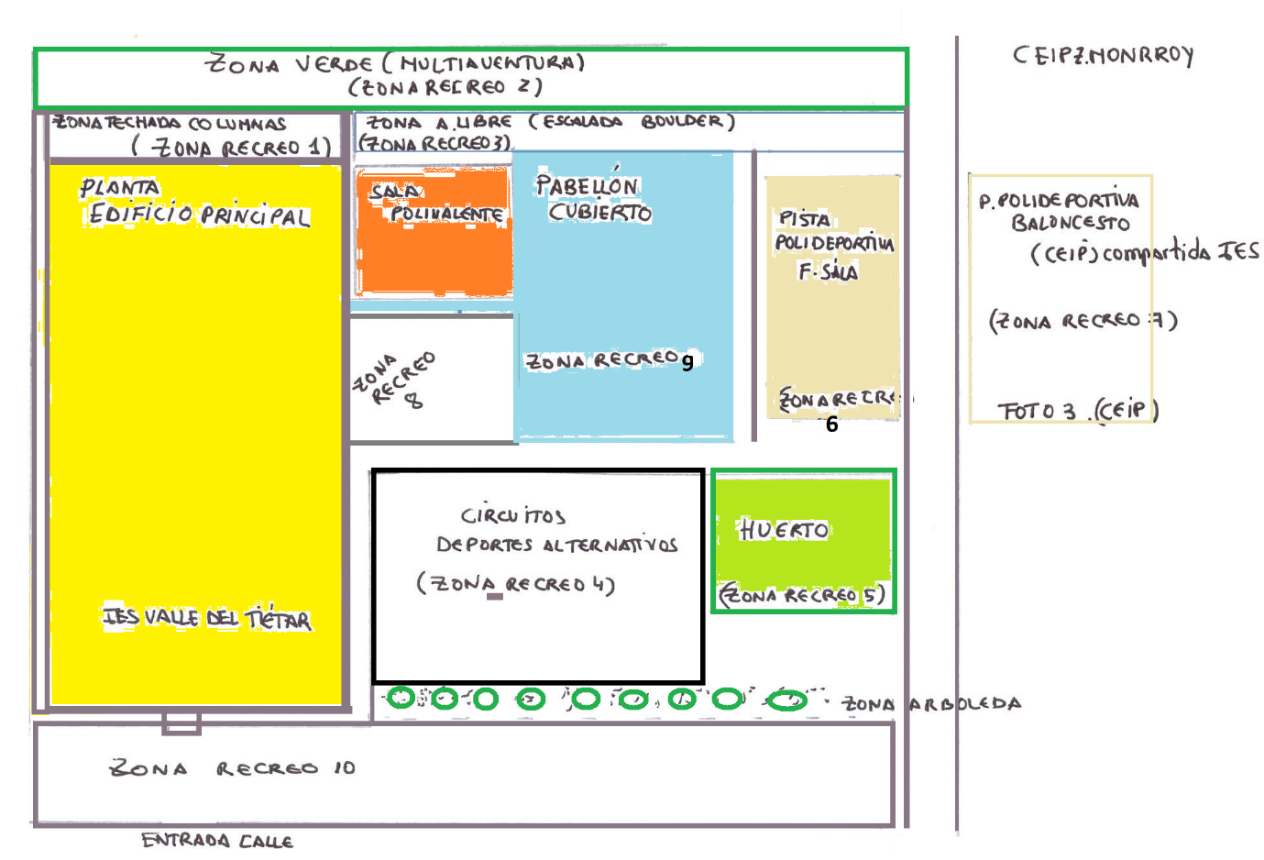 ZONA VERDE (MULTIAVENTURA)
(ZONA RECREO 2)
CEIP Z.MONRROY
ZONA TECHADA COLUMNAS
(ZONA RECREO 1)
ZONA A. LIBRE (ESCALADA BOULDER)
(ZONA RECREO 3)
PLANTA
EDIFICIO PRINCIPAL
SALA
POLIVALENTE
PABELLÓN
CUBIERTO
PISTA
POLIDEPORTIVA
F. SALA
P. POLIDEPORTIVA
BALONCESTO
(CEIP) compartida IES
(ZONA RECREO 7)
FOTO 3 .(CEIP)
ZONA
RECREO
8
ZONA RECREO 9
ZONA RECRE
6
CIRCUITOS
DEPORTES ALTERNATIVOS
(ZONA RECREO 4)
HUERTO
(ZONA RECREO 5)
IES VALLE DEL TIÉTAR
ZONA ARBOLEDA
ZONA RECREO 10
ENTRADA CALLE